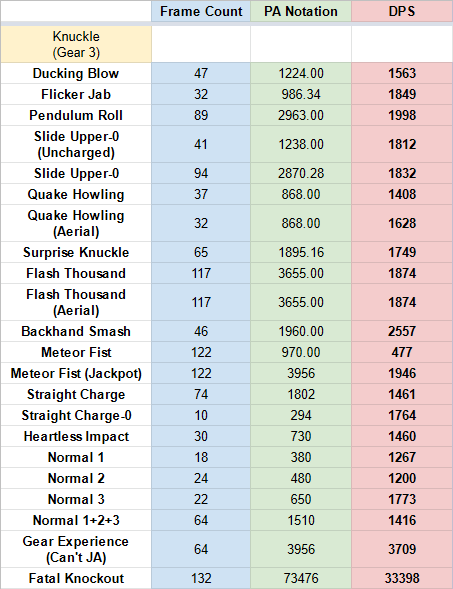 Frame Count PA Notation DPS
Knuckle
(Gear 3)
Ducking Blow 47 1224.00 1563
Flicker Jab 32 986.34 1849
Pendulum Roll 89 2963.00 1998
Slide Upper-0
(Uncharged) 41 1238.00 1812
Slide Upper-0 94 2870.28 1832
Quake Howling 37 868.00 1408
Quake Howling
(Aerial) 32 868.00 1628
Surprise Knuckle 65 1895.16 1749
Flash Thousand 117 3655.00 1874
Flash Thousand
(Aerial) 117 3655.00 1874
Backhand Smash 46 1960.00 2557
Meteor Fist 122 970.00 477
Meteor Fist (Jackpot) 122 3956 1946
Straight Charge 74 1802 1461
Straight Charge-0 10 294 1764
Heartless Impact 30 730 1460
Normal 1 18 380 1267
Normal 2 24 480 1200
Normal 3 22 650 1773
Normal 1+2+3 64 1510 1416
Gear Experience
(Can't JA) 64 3956 3709
Fatal Knockout 132 73476 33398